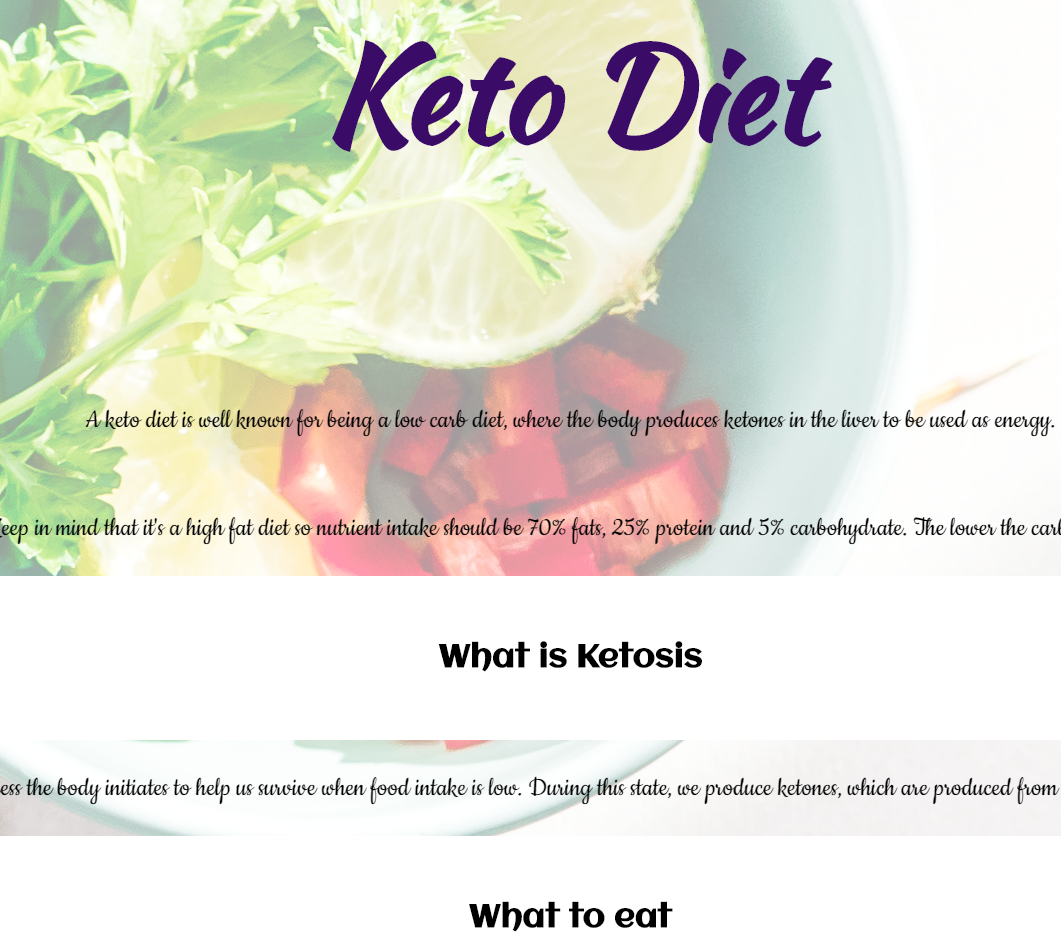 Keto Diet
A keto diet is well known for being a low carb diet, where the body produces ketones in the liver to be used as energy.
eep in mind that it's a high fat diet so nutrient intake should be 70% fats, 25% protein and 5% carbohydrate. The lower the carb
What is Ketosis
ess the body initiates to help us survive when food intake is low. During this state, we produce ketones, which are produced from
What to eat